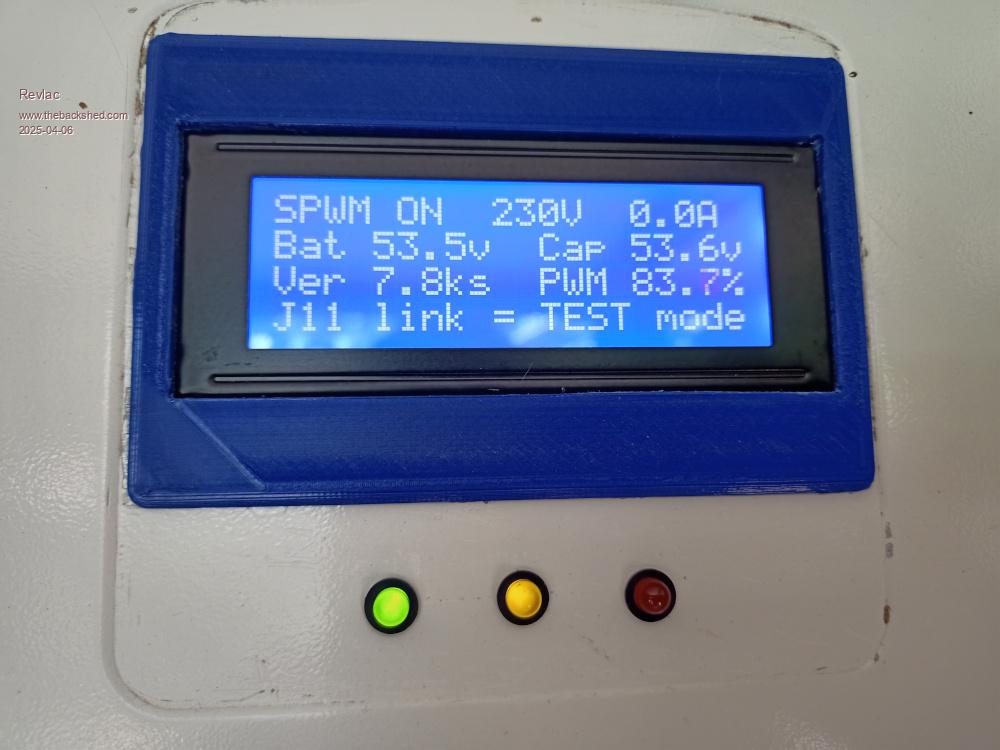 Revlac
www.thebackshed.com
2025-04-06
SPWM ON 230V 0.0A
Bat 53.5v Cap 53.6v
Ver 7.8ks PWM 83.7%
J11 link = TEST mode